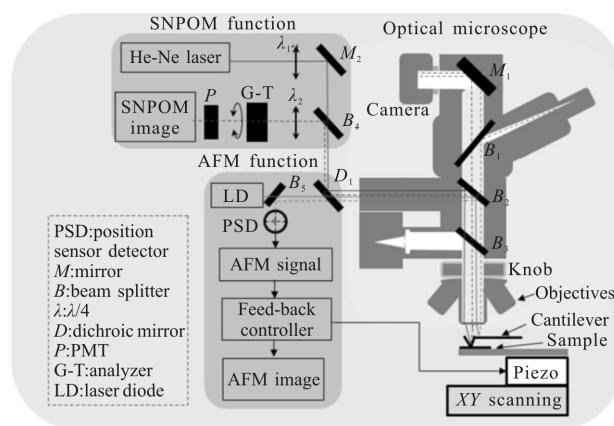 SNPOM function
Optical microscope
He-Ne laser
λ1
M2
M1
SNPOM
image
P
G-T
λ2
B4
Camera
B1
AFM function
LD
B5
D1
B2
PSD
B3
AFM signal
Knob
Objectives
Feed-back
controller
Cantilever
Sample
AFM image
Piezo
XY scanning
PSD:position
sensor detector
M:mirror
B:beam splitter
λ:λ/4
D:dichroic mirror
P:PMT
G-T:analyzer
LD:laser diode